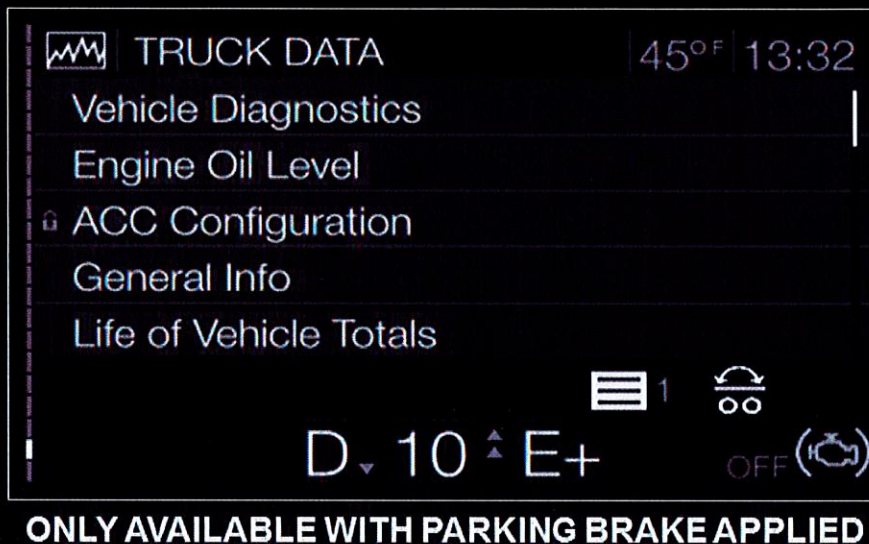 TRUCK DATA 45°F 13:32
Vehicle Diagnostics
Engine Oil Level
ACC Configuration
General Info
Life of Vehicle Totals
1
D 10 E+ OFF
ONLY AVAILABLE WITH PARKING BRAKE APPLIED